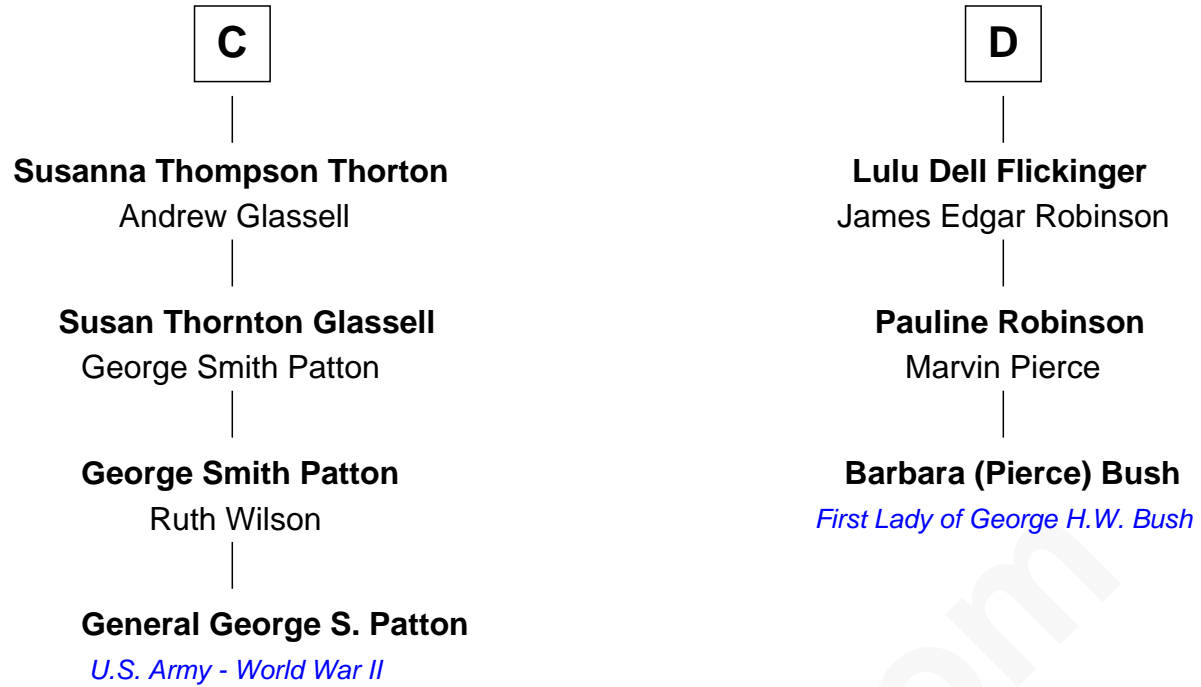 C
Susanna Thompson Thorton
Andrew Glassell
Susan Thornton Glassell
George Smith Patton
George Smith Patton
Ruth Wilson
General George S. Patton
U.S. Army - World War II
D
Lulu Dell Flickinger
James Edgar Robinson
Pauline Robinson
Marvin Pierce
Barbara (Pierce) Bush
First Lady of George H.W. Bush
om